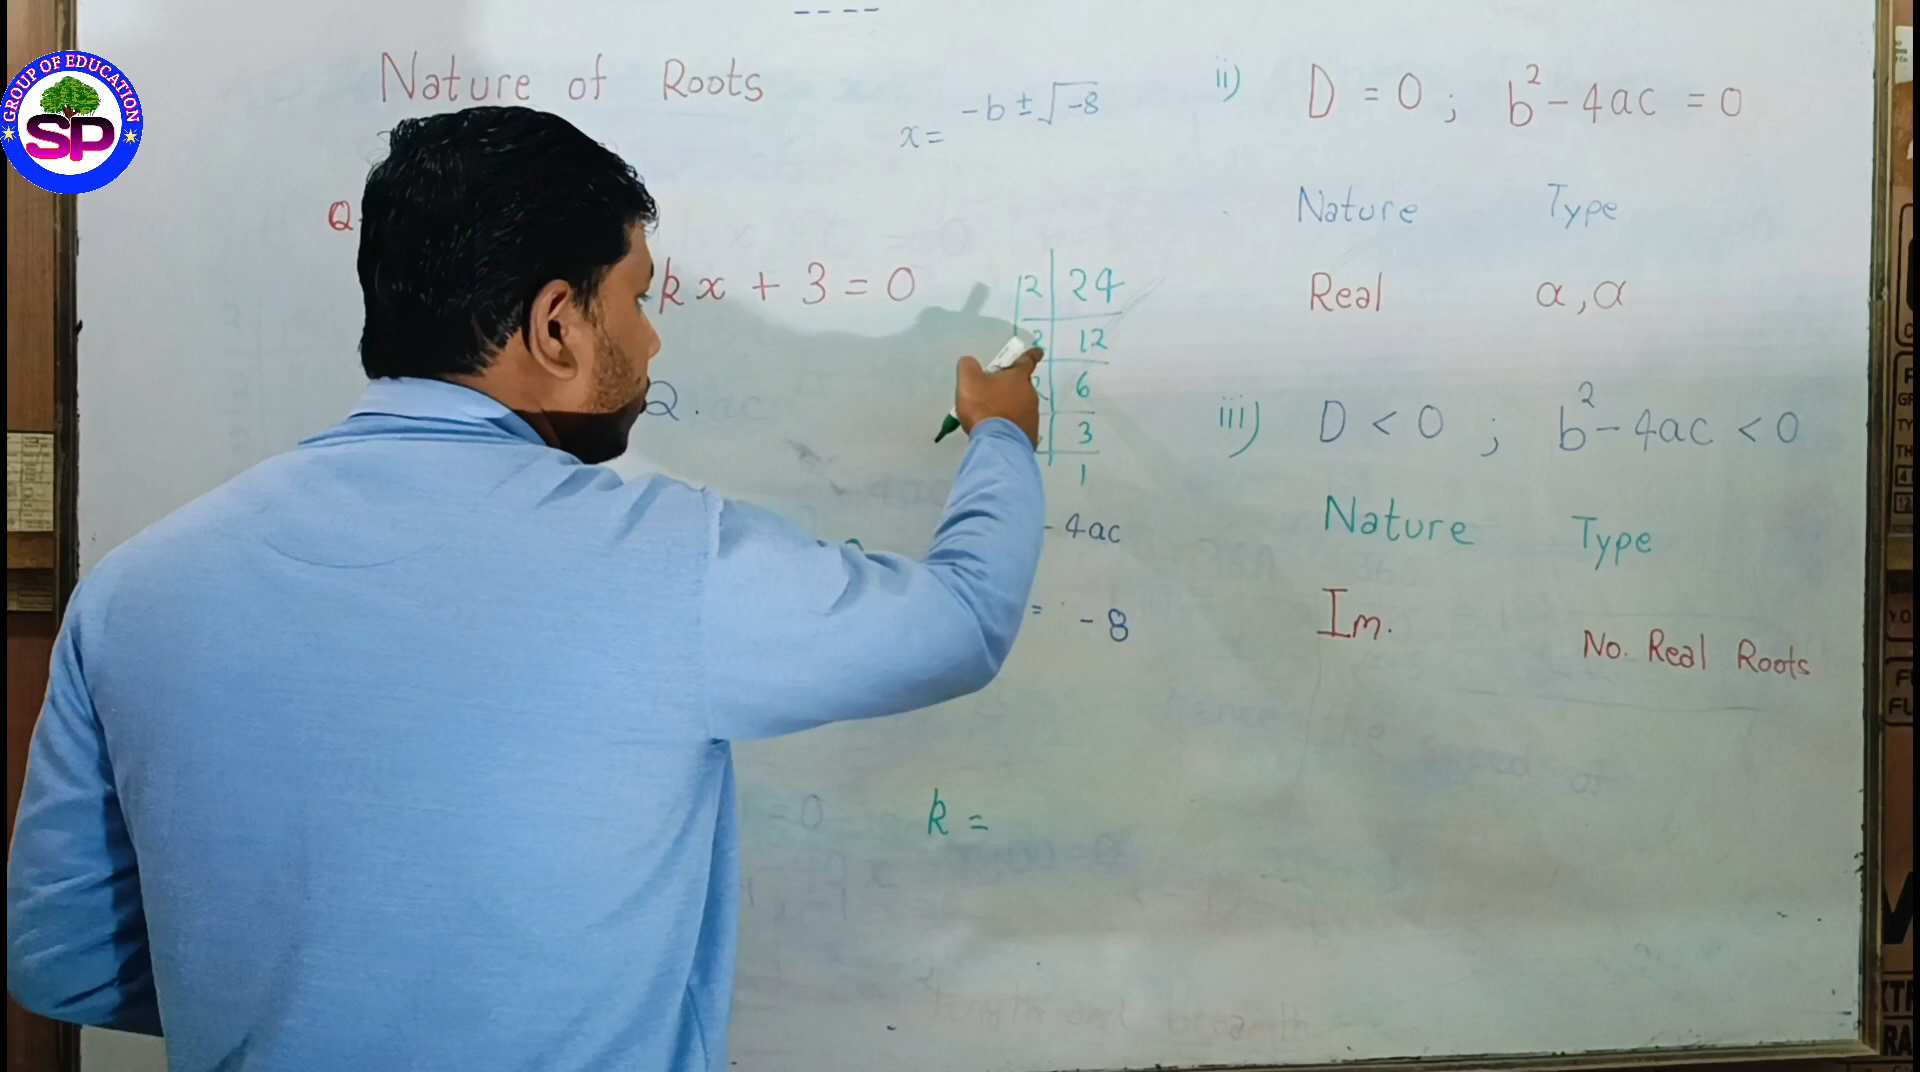 GROUP OF EDUCATION
SP
Nature of Roots
x = -b ± √-8
Q
kx + 3 = 0
2 | 24
2 | 12
2 | 6
3
1
Q.
- 4ac
= - 8
k =
= 0
ii) D = 0 ; b² - 4ac = 0
Nature Type
Real α, α
iii) D < 0 ; b² - 4ac < 0
Nature Type
Im. No. Real Roots